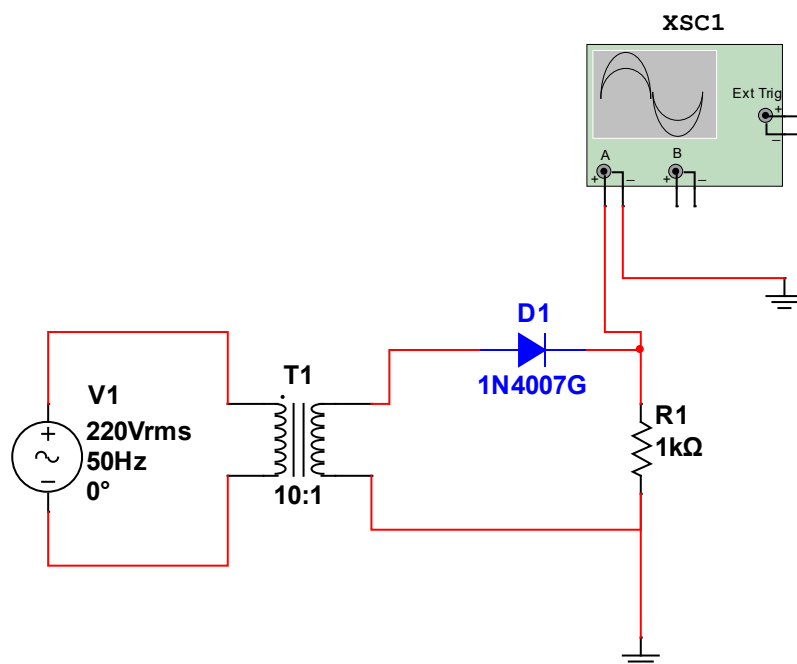 XSC1
Ext Trig
+
−
A
B
+
−
+
−
D1
1N4007G
T1
V1
220Vrms
50Hz
0°
+
−
10:1
R1
1kΩ